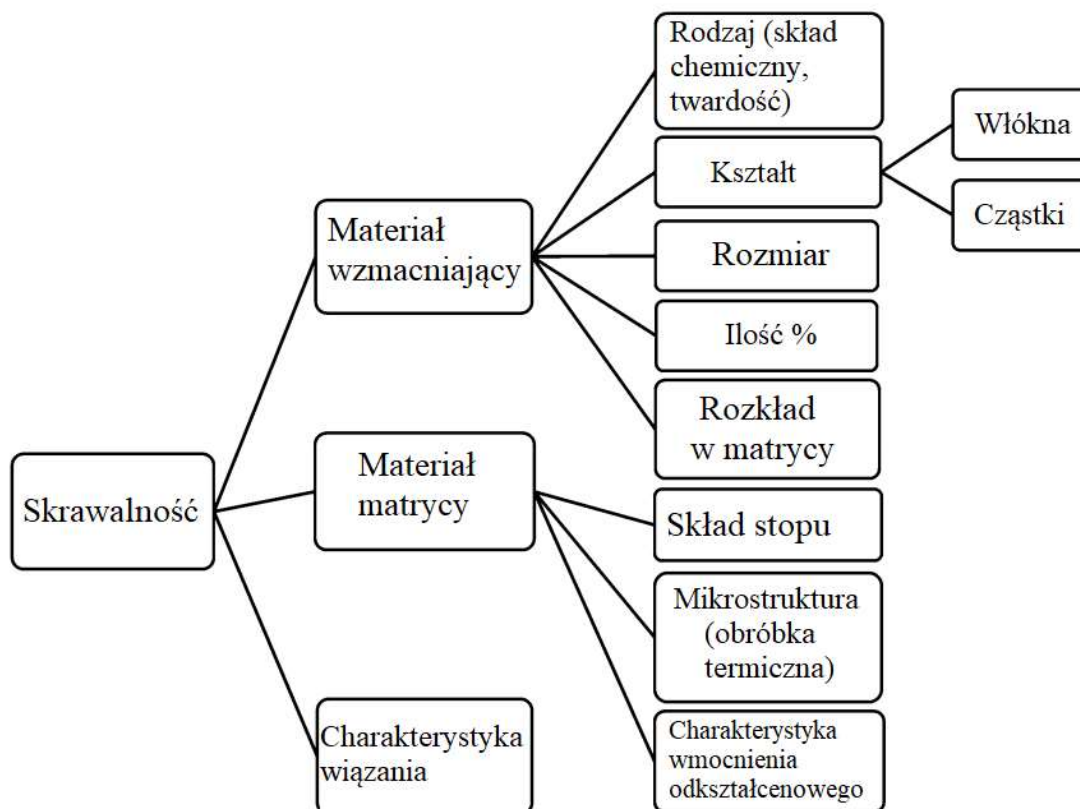 Rodzaj (skład
chemiczny,
twardość)
Włókna
Kształt
Cząstki
Materiał
wzmacniający
Rozmiar
Ilość %
Rozkład
w matrycy
Materiał
matrycy
Skrawalność
Skład stopu
Mikrostruktura
(obróbka
termiczna)
Charakterystyka
wiązania
Charakterystyka
wmocnienia
odkształcenowego